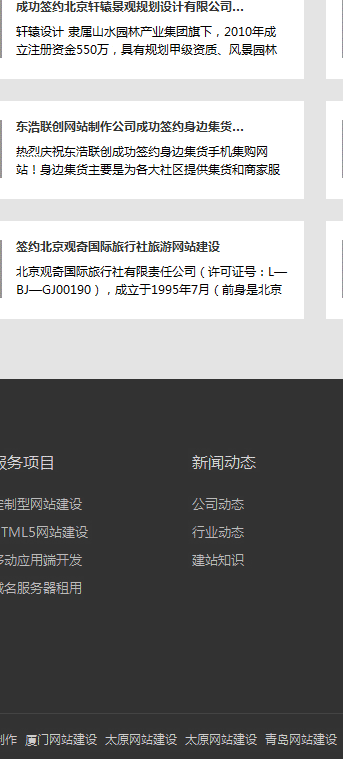 成功签约北京轩辕景观规划设计有限公司...
轩辕设计 隶属山水园林产业集团旗下，2010年成
立注册资金550万，具有规划甲级资质、风景园林
东浩联创网站制作公司成功签约身边集货...
热烈庆祝东浩联创成功签约身边集货手机集购网
站！身边集货主要是为各大社区提供集货和商家服
签约北京观奇国际旅行社旅游网站建设
北京观奇国际旅行社有限责任公司（许可证号：L—
BJ—GJ00190），成立于1995年7月（前身是北京
服务项目
新闻动态
定制型网站建设
公司动态
HTML5网站建设
行业动态
移动应用端开发
建站知识
域名服务器租用
制作 厦门网站建设 太原网站建设 太原网站建设 青岛网站建设